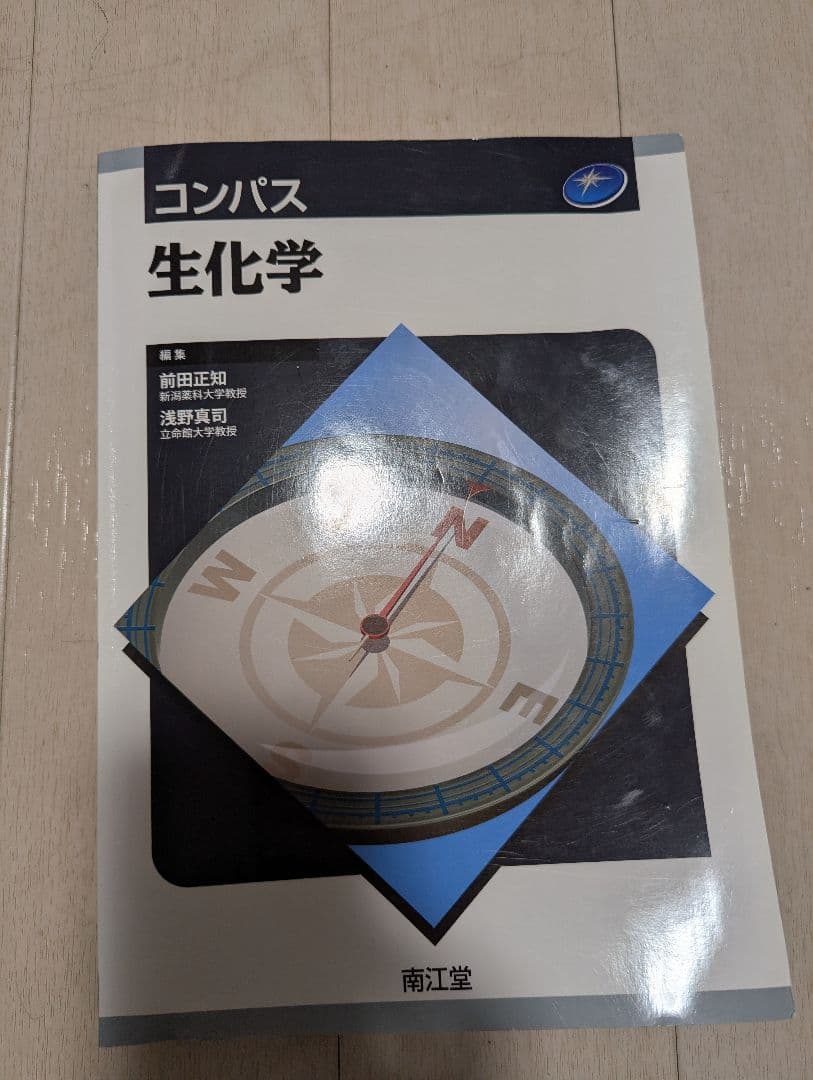 コンパス
生化学
編集
前田正知
新潟薬科大学教授
浅野真司
立命館大学教授
N
W
E
S
南江堂